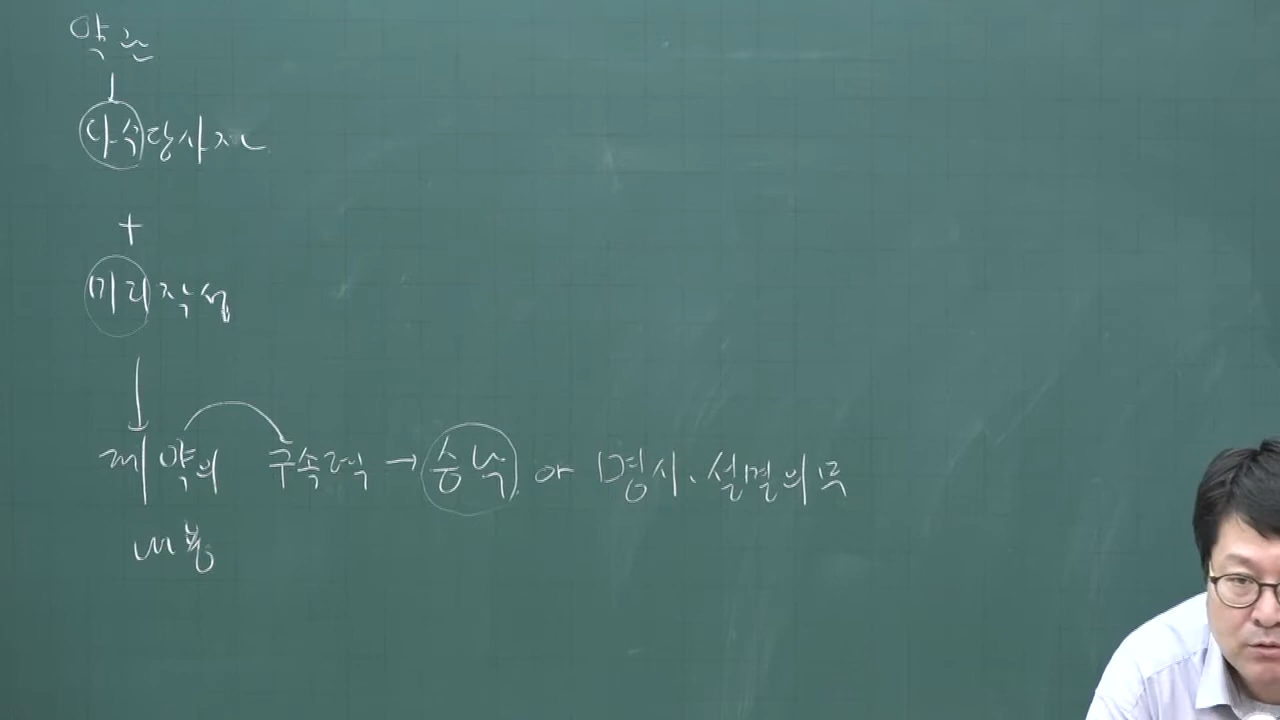 약관
↓
다수당사자
+
미리작성
↓
계약의 구속력 → 승낙 or 명시、설명의무
내용